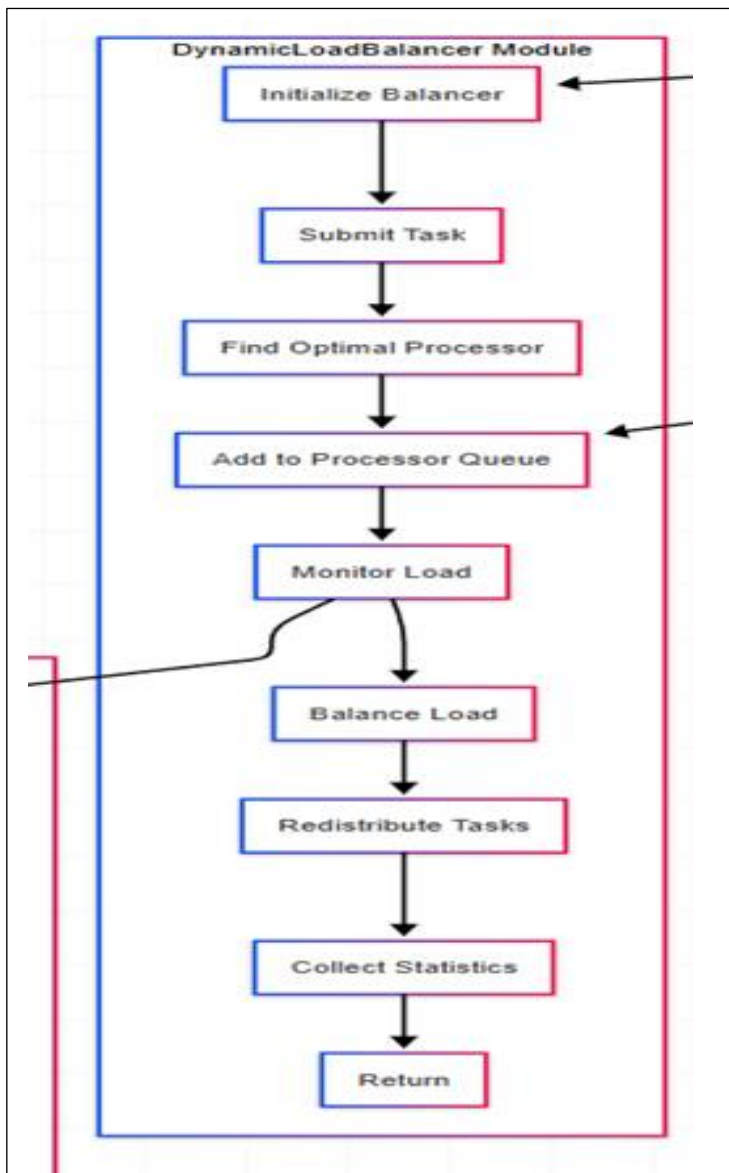 DynamicLoadBalancer Module
Initialize Balancer
Submit Task
Find Optimal Processor
Add to Processor Queue
Monitor Load
Balance Load
Redistribute Tasks
Collect Statistics
Return